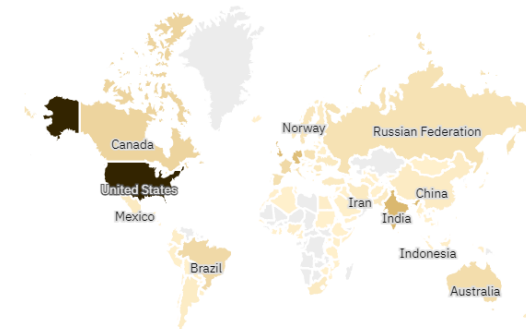 Norway
Russian Federation
Canada
United States
Iran
China
Mexico
India
Indonesia
Brazil
Australia